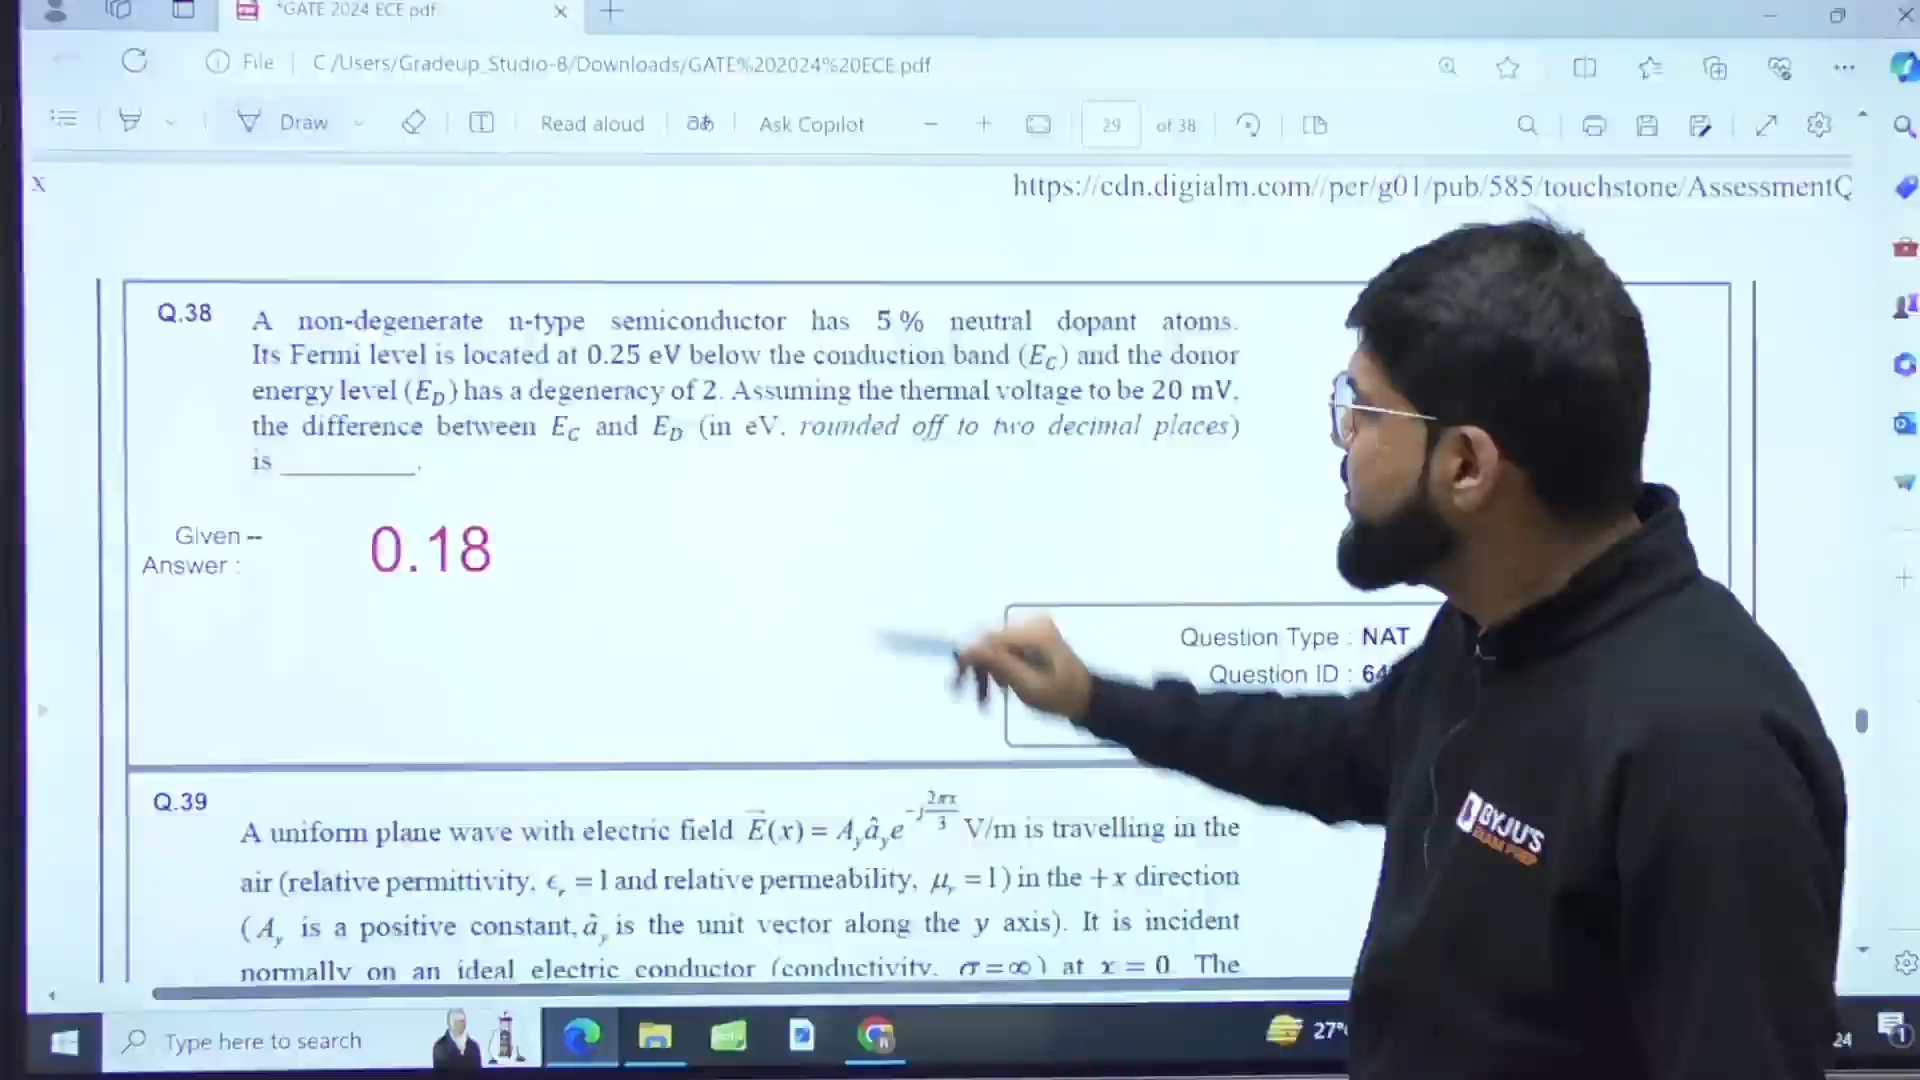 *GATE 2024 ECE pdf
File
C:/Users/Gradeup_Studio-8/Downloads/GATE%202024%20ECE.pdf
Draw
Read aloud
Ask Copilot
29
of 38
x
https://cdn.digialm.com//per/g01/pub/585/touchstone/AssessmentQ
Q.38
A non-degenerate n-type semiconductor has 5 % neutral dopant atoms.
Its Fermi level is located at 0.25 eV below the conduction band (E_C) and the donor
energy level (E_D) has a degeneracy of 2. Assuming the thermal voltage to be 20 mV,
the difference between E_C and E_D (in eV, rounded off to two decimal places)
is __________.
Given --
Answer :
0.18
Question Type : NAT
Question ID : 64
Q.39
A uniform plane wave with electric field E⃗(x) = A_y â_y e^{-j 2πx/3} V/m is travelling in the
air (relative permittivity, ϵ_r = 1 and relative permeability, μ_r = 1) in the +x direction
(A_y is a positive constant, â_y is the unit vector along the y axis). It is incident
normally on an ideal electric conductor (conductivity, σ = ∞) at x = 0. The
BYJU'S
EXAM PREP
Type here to search
27°
24
1